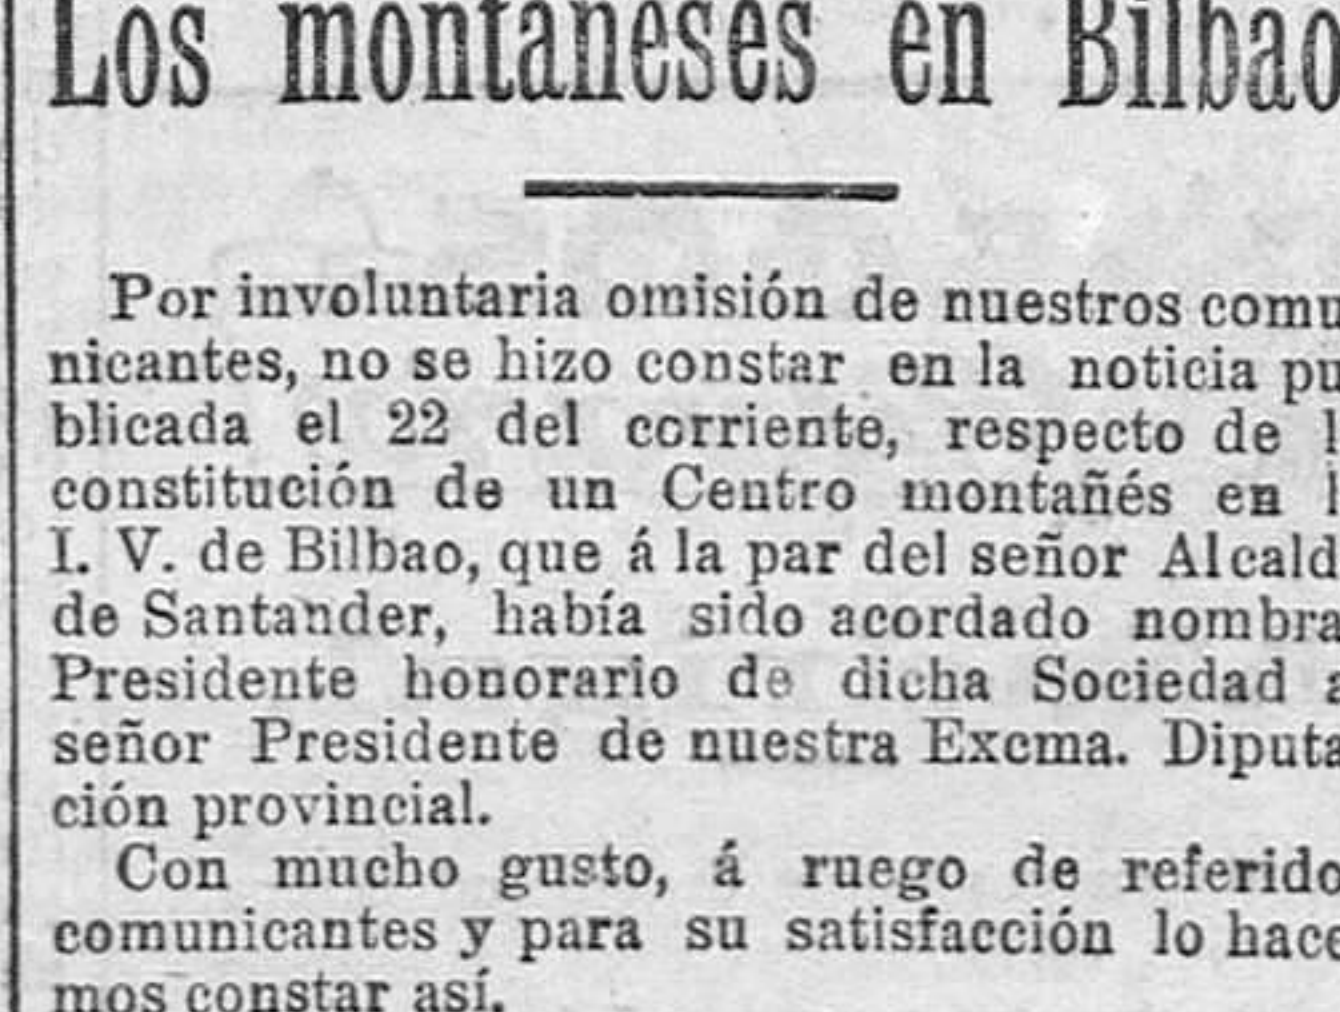 Los montañeses en Bilbao
Por involuntaria omisión de nuestros comu
nicantes, no se hizo constar en la noticia pu
blicada el 22 del corriente, respecto de l
constitución de un Centro montañés en l
I. V. de Bilbao, que á la par del señor Alcald
de Santander, había sido acordado nombra
Presidente honorario de dicha Sociedad a
señor Presidente de nuestra Excma. Diputa
ción provincial.
Con mucho gusto, á ruego de referido
comunicantes y para su satisfacción lo hace
mos constar así.